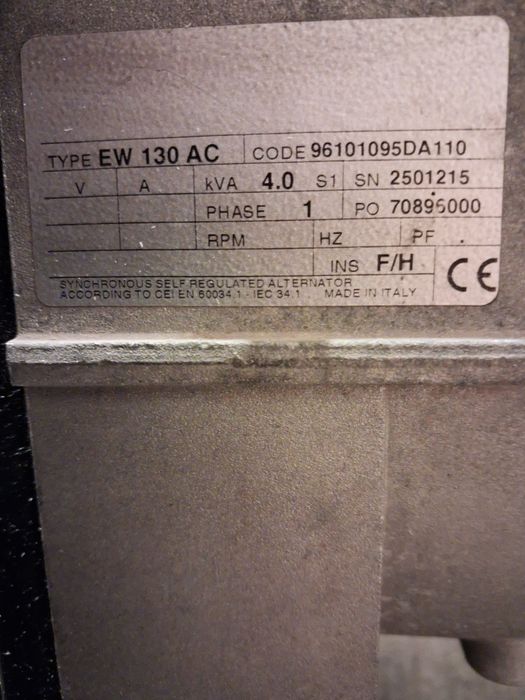 TYPE EW 130 AC CODE 96101095DA110
V A kVA 4.0 S1 SN 2501215
PHASE 1 PO 70896000
RPM HZ PF
INS F/H CE
SYNCHRONOUS SELF REGULATED ALTERNATOR
ACCORDING TO CEI EN 60034.1 - IEC 34.1 MADE IN ITALY